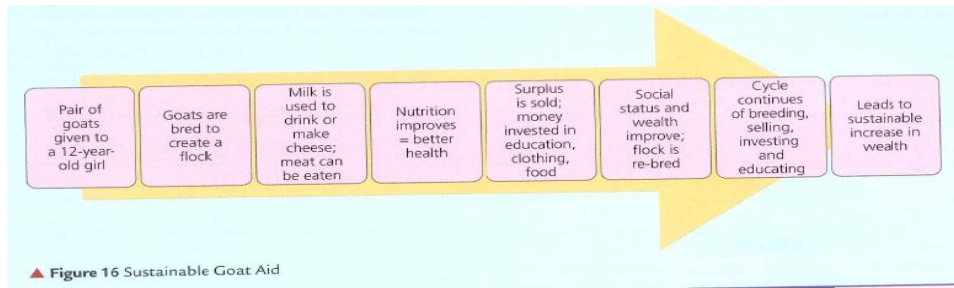 Pair of
goats
given to
a 12-year-
old girl
Goats are
bred to
create a
flock
Milk is
used to
drink or
make
cheese;
meat can
be eaten
Nutrition
improves
= better
health
Surplus
is sold;
money
invested in
education,
clothing,
food
Social
status and
wealth
improve;
flock is
re-bred
Cycle
continues
of breeding,
selling,
investing
and
educating
Leads to
sustainable
increase in
wealth
▲ Figure 16 Sustainable Goat Aid